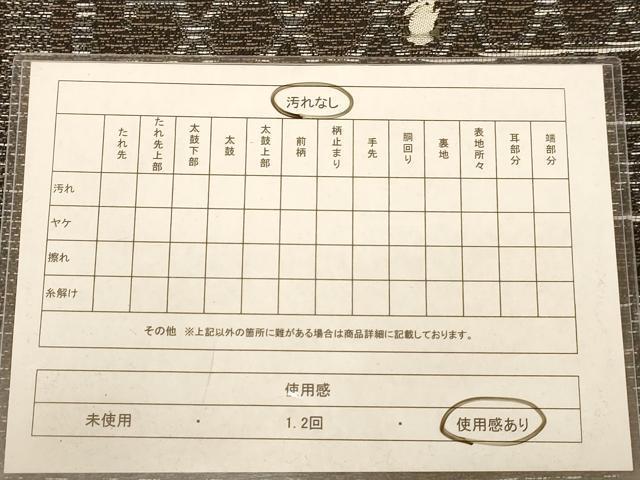 汚れなし
たれ先 たれ先上部 太鼓下部 太鼓 太鼓上部 前柄 柄止まり 手先 胴回り 裏地 表地所々 耳部分 端部分
汚れ
ヤケ
擦れ
糸解け
その他 ※上記以外の箇所に難がある場合は商品詳細に記載しております。
使用感
未使用 ・ 1.2回 ・ 使用感あり